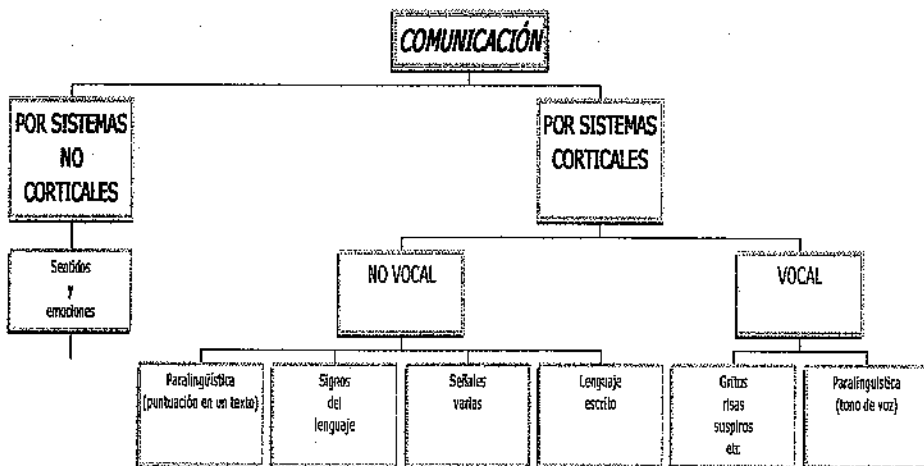 COMUNICACIÓN
POR SISTEMAS
NO
CORTICALES
POR SISTEMAS
CORTICALES
Sentidos
y
emociones
NO VOCAL
VOCAL
Paralingüística
(puntuación en un texto)
Signos
del
lenguaje
Señales
varias
Lenguaje
escrito
Gritos
risas
suspiros
etc
Paralinguistica
(tono de voz)